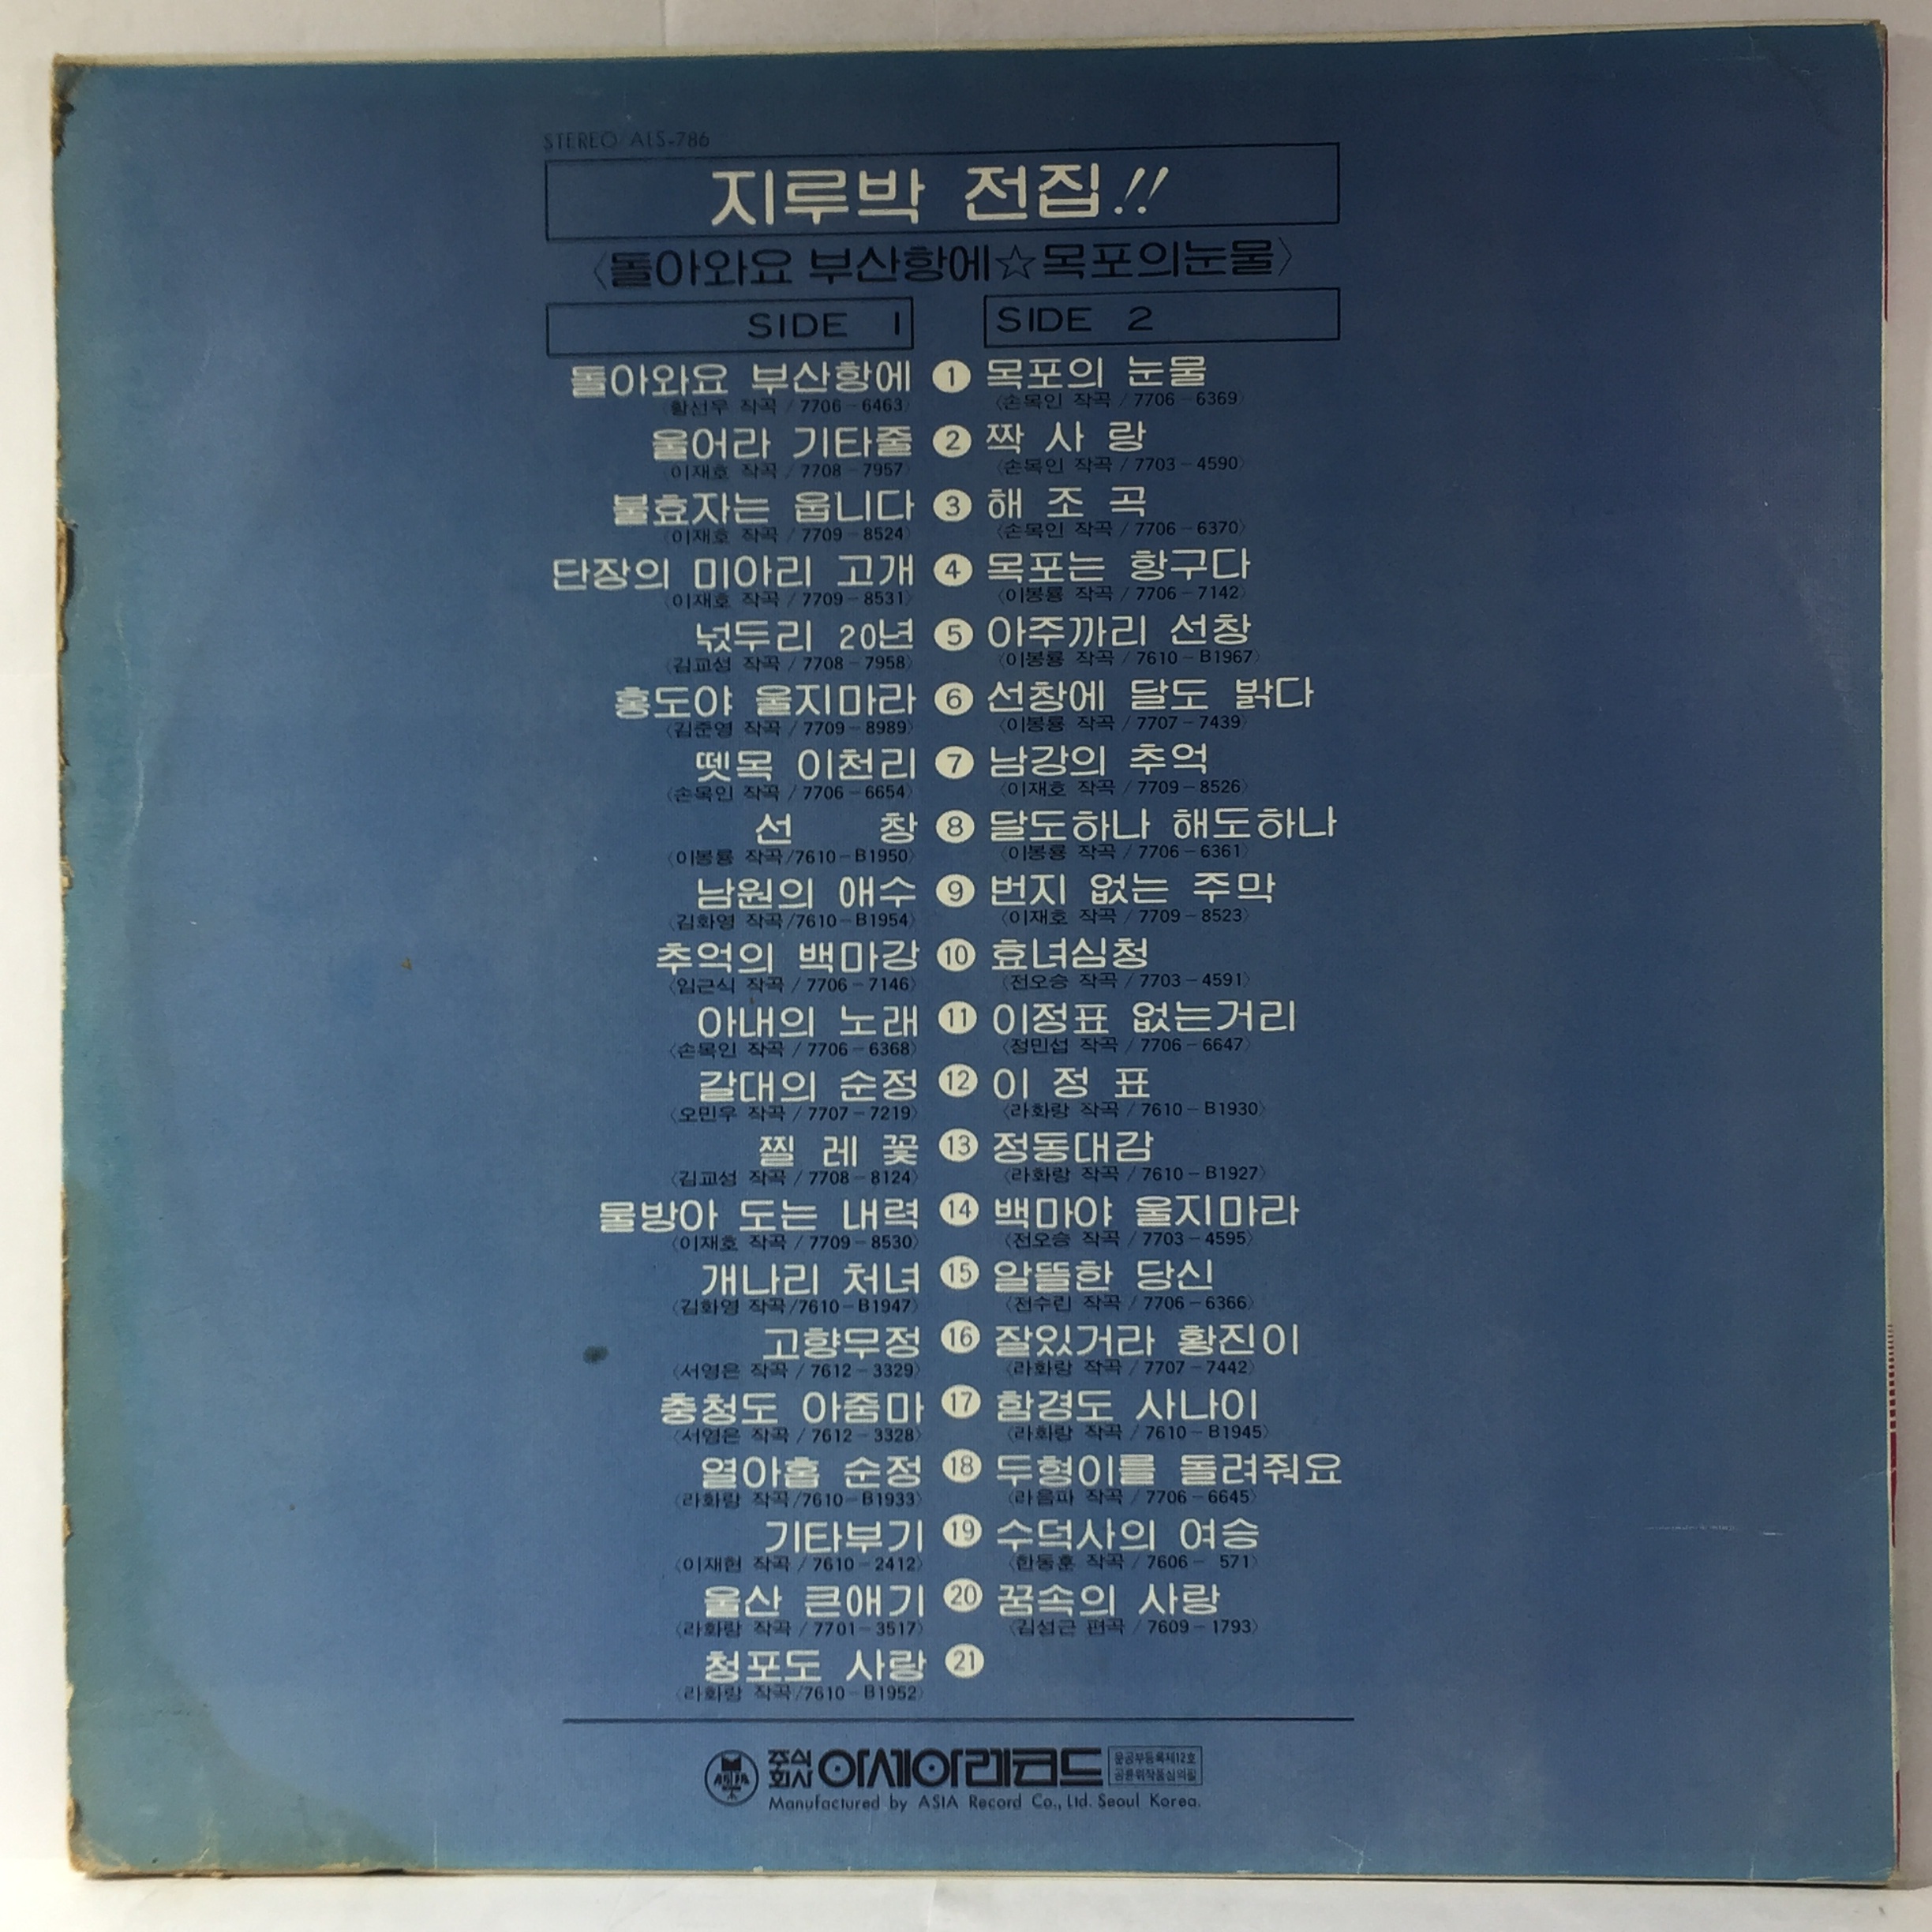 STEREO/ALS-786
지루박 전집!!
〈돌아와요 부산항에☆목포의눈물〉
SIDE 1
SIDE 2
돌아와요 부산항에 1 목포의 눈물
〈황선우 작곡 / 7706-6463〉 〈손목인 작곡 / 7706-6369〉
울어라 기타줄 2 짝 사 랑
〈이재호 작곡 / 7708-7957〉 〈손목인 작곡 / 7703-4590〉
불효자는 웁니다 3 해 조 곡
〈이재호 작곡 / 7709-8524〉 〈손목인 작곡 / 7706-6370〉
단장의 미아리 고개 4 목포는 항구다
〈이재호 작곡 / 7709-8531〉 〈이봉룡 작곡 / 7706-7142〉
넋두리 20년 5 아주까리 선창
〈김교성 작곡 / 7708-7958〉 〈이봉룡 작곡 / 7610-B1967〉
홍도야 울지마라 6 선창에 달도 밝다
〈김준영 작곡 / 7709-8989〉 〈이봉룡 작곡 / 7707-7439〉
뗏목 이천리 7 남강의 추억
〈손목인 작곡 / 7706-6654〉 〈이재호 작곡 / 7709-8526〉
선 창 8 달도하나 해도하나
〈이봉룡 작곡/7610-B1950〉 〈이봉룡 작곡 / 7706-6361〉
남원의 애수 9 번지 없는 주막
〈김화영 작곡/7610-B1954〉 〈이재호 작곡 / 7709-8523〉
추억의 백마강 10 효녀심청
〈임근식 작곡 / 7706-7146〉 〈전오승 작곡 / 7703-4591〉
아내의 노래 11 이정표 없는거리
〈손목인 작곡 / 7706-6368〉 〈정민섭 작곡 / 7706-6647〉
갈대의 순정 12 이 정 표
〈오민우 작곡 / 7707-7219〉 〈라화랑 작곡 / 7610-B1930〉
찔 레 꽃 13 정동대감
〈김교성 작곡 / 7708-8124〉 〈라화랑 작곡 / 7610-B1927〉
물방아 도는 내력 14 백마야 울지마라
〈이재호 작곡 / 7709-8530〉 〈전오승 작곡 / 7703-4595〉
개나리 처녀 15 알뜰한 당신
〈김화영 작곡/7610-B1947〉 〈전수린 작곡 / 7706-6366〉
고향무정 16 잘있거라 황진이
〈서영은 작곡 / 7612-3329〉 〈라화랑 작곡 / 7707-7442〉
충청도 아줌마 17 함경도 사나이
〈서영은 작곡 / 7612-3328〉 〈라화랑 작곡 / 7610-B1945〉
열아홉 순정 18 두형이를 돌려줘요
〈라화랑 작곡/7610-B1933〉 〈라음파 작곡 / 7706-6645〉
기타부기 19 수덕사의 여승
〈이재현 작곡 / 7610-2412〉 〈한동훈 작곡 / 7606- 571〉
울산 큰애기 20 꿈속의 사랑
〈라화랑 작곡 / 7701-3517〉 〈김성근 편곡 / 7609-1793〉
청포도 사랑 21
〈라화랑 작곡/7610-B1952〉
ASIA 주식회사 아세아레코드
문공부등록제12호
공륜위작품심의필
Manufactured by ASIA Record Co., Ltd. Seoul Korea.